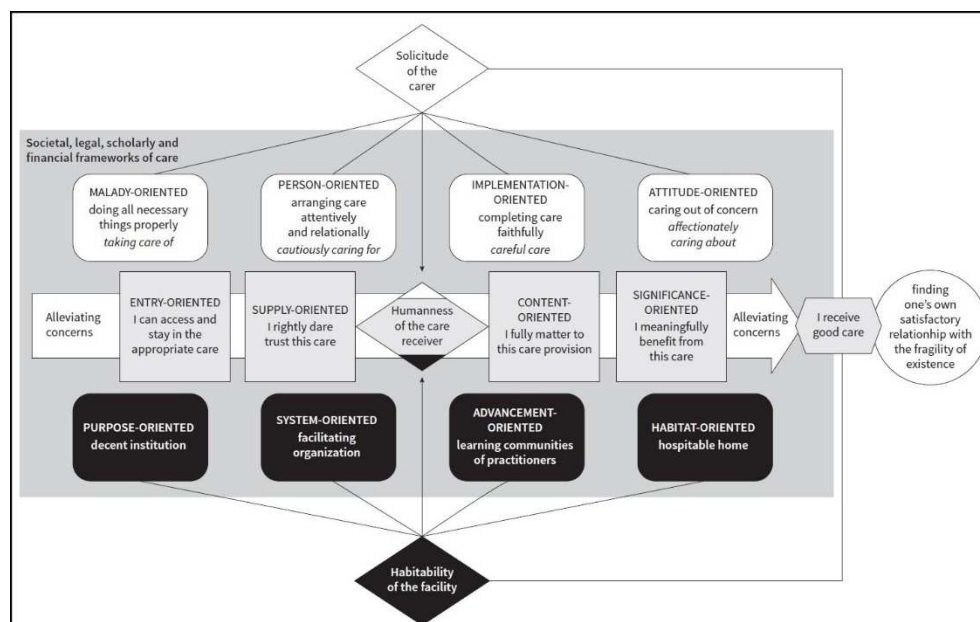 Solicitude
of the
carer
Societal, legal, scholarly and
financial frameworks of care
MALADY-ORIENTED
doing all necessary
things properly
taking care of
PERSON-ORIENTED
arranging care
attentively
and relationally
cautiously caring for
IMPLEMENTATION-
ORIENTED
completing care
faithfully
careful care
ATTITUDE-ORIENTED
caring out of concern
affectionately
caring about
Alleviating
concerns
ENTRY-ORIENTED
I can access and
stay in the
appropriate care
SUPPLY-ORIENTED
I rightly dare
trust this care
Humanness
of the care
receiver
CONTENT-
ORIENTED
I fully matter to
this care provision
SIGNIFICANCE-
ORIENTED
I meaningfully
benefit from
this care
Alleviating
concerns
I receive
good care
finding
one's own
satisfactory
relationship with
the fragility of
existence
PURPOSE-ORIENTED
decent institution
SYSTEM-ORIENTED
facilitating
organization
ADVANCEMENT-
ORIENTED
learning communities
of practitioners
HABITAT-ORIENTED
hospitable home
Habitability
of the facility